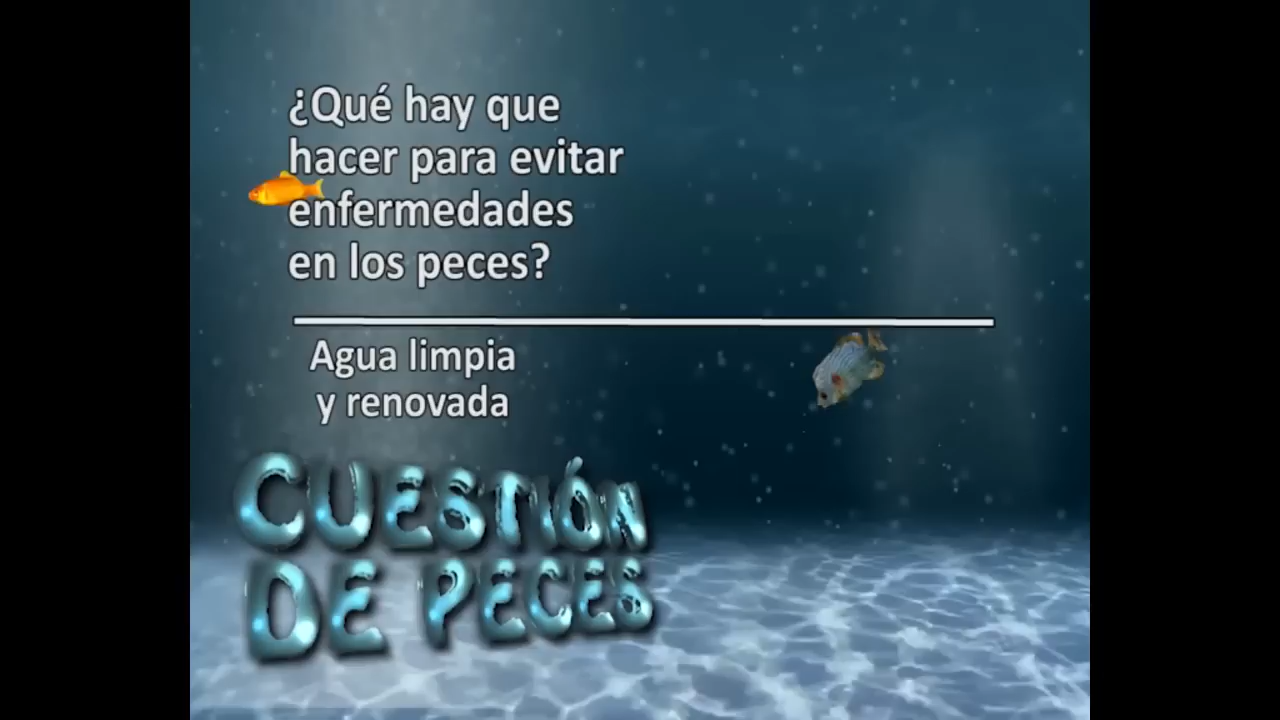 ¿Qué hay que
hacer para evitar
enfermedades
en los peces?
Agua limpia
y renovada
CUESTIÓN
DE PECES